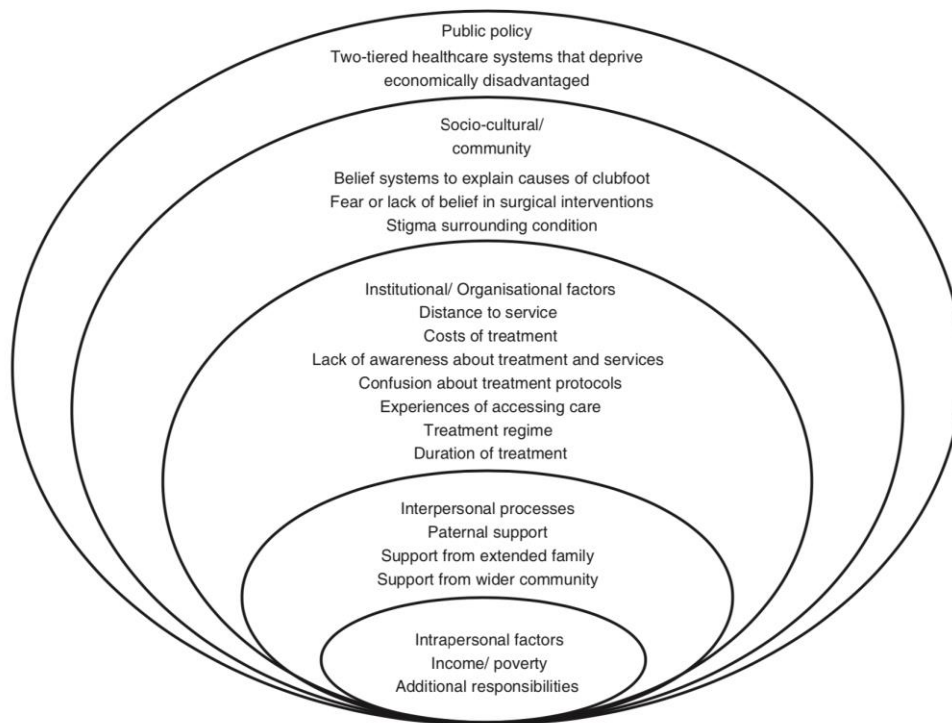 Public policy
Two-tiered healthcare systems that deprive
economically disadvantaged
Socio-cultural/
community
Belief systems to explain causes of clubfoot
Fear or lack of belief in surgical interventions
Stigma surrounding condition
Institutional/ Organisational factors
Distance to service
Costs of treatment
Lack of awareness about treatment and services
Confusion about treatment protocols
Experiences of accessing care
Treatment regime
Duration of treatment
Interpersonal processes
Paternal support
Support from extended family
Support from wider community
Intrapersonal factors
Income/ poverty
Additional responsibilities